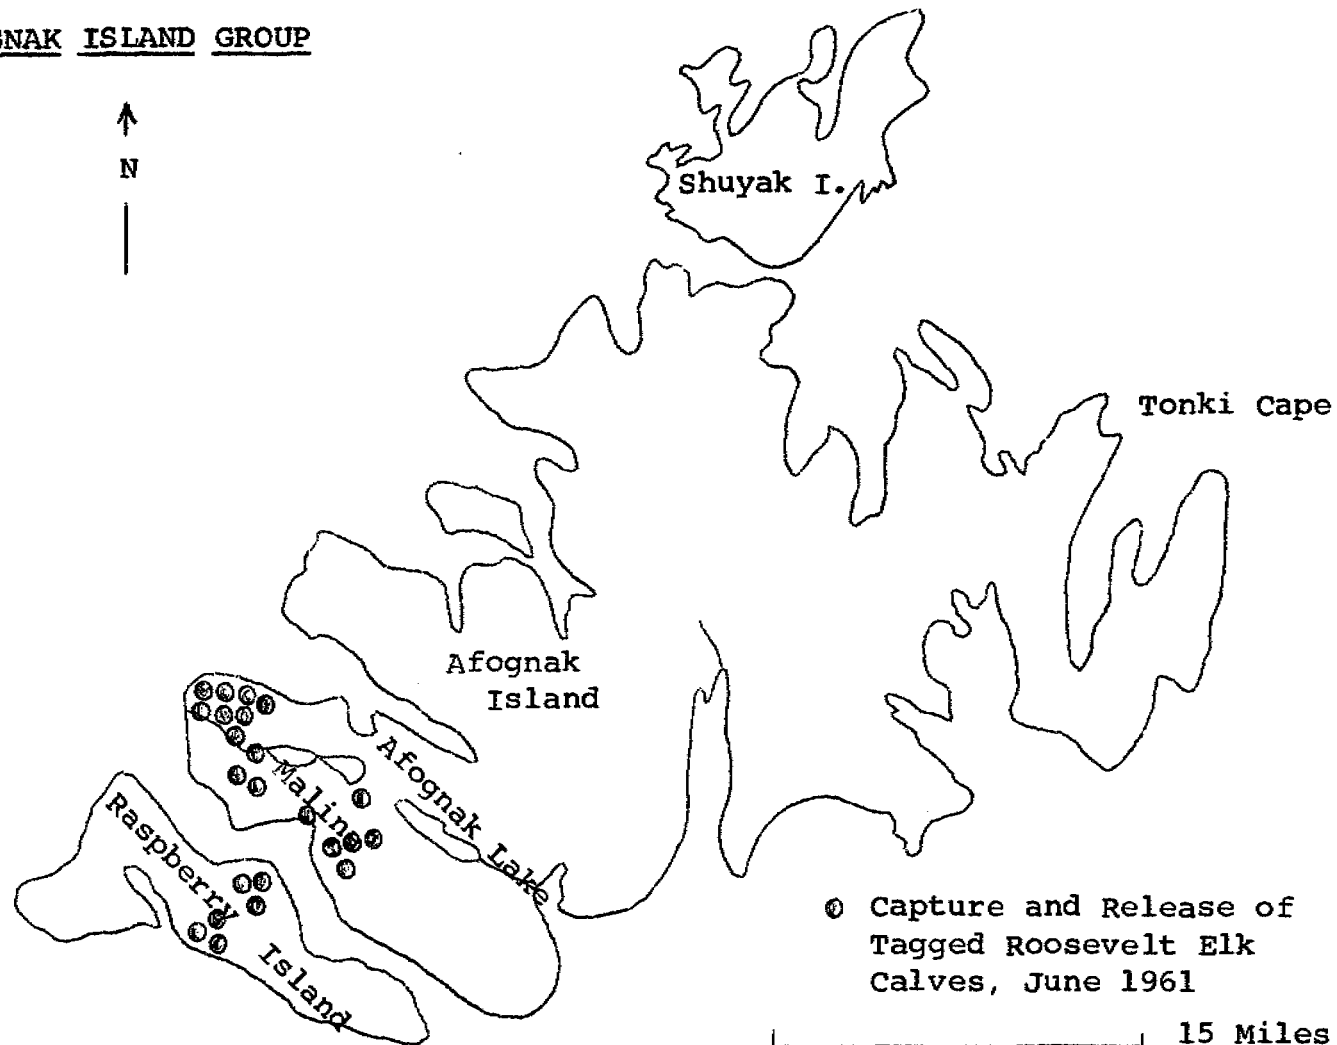 GNAK ISLAND GROUP
N
Shuyak I.
Tonki Cape
Afognak
Island
Afognak Lake
Malina
Raspberry
Island
Capture and Release of
Tagged Roosevelt Elk
Calves, June 1961
15 Miles